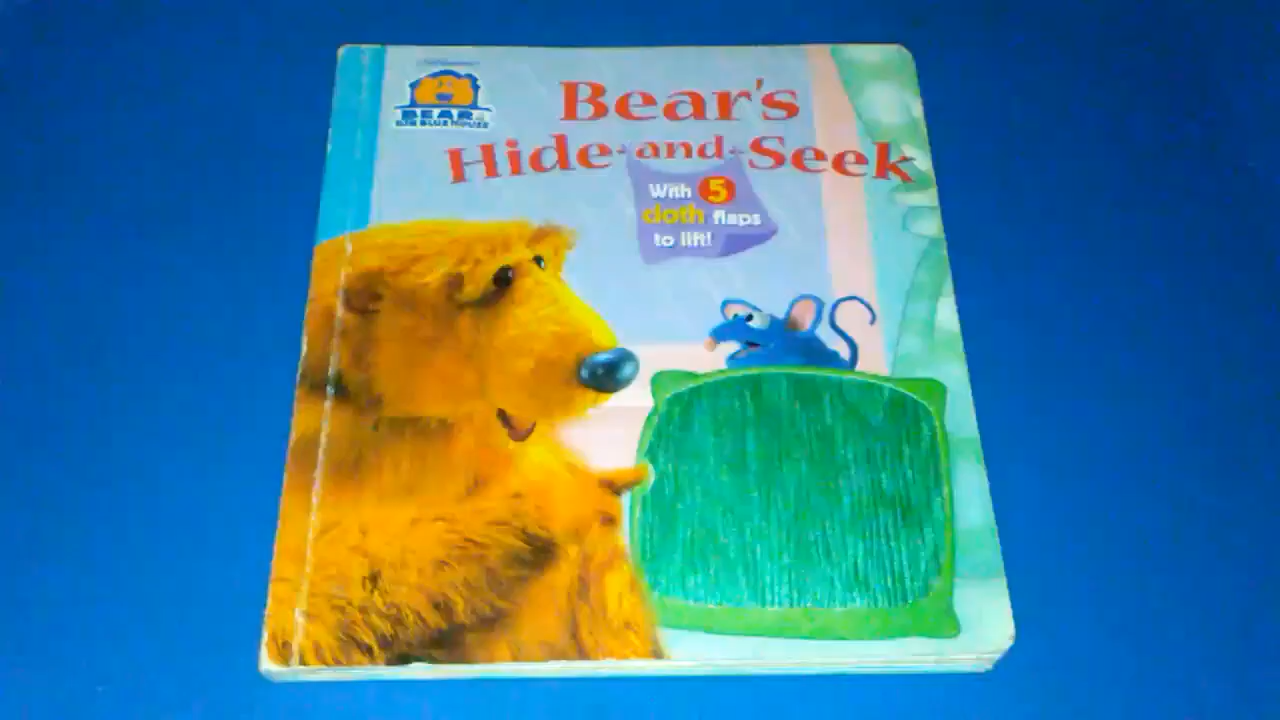 BEAR
in the
BIG BLUE HOUSE
Bear's
Hide-and-Seek
With 5
cloth flaps
to lift!